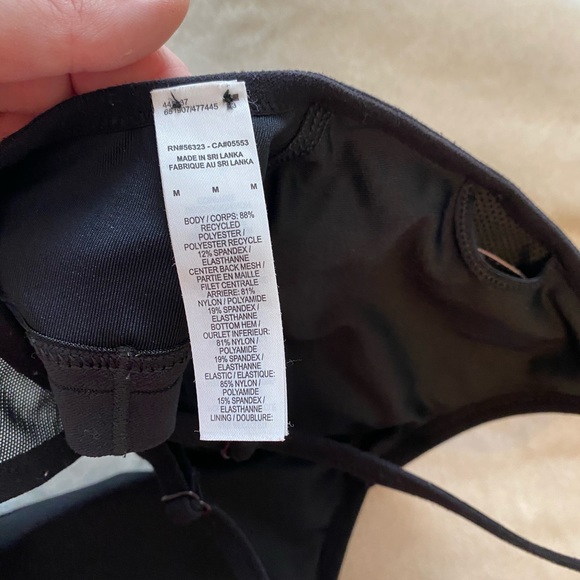 651907/477445
RN#56323 - CA#05553
MADE IN SRI LANKA
FABRIQUE AU SRI LANKA
M M M
BODY / CORPS: 88%
RECYCLED
POLYESTER /
POLYESTER RECYCLE
12% SPANDEX /
ELASTHANNE
CENTER BACK MESH /
PARTIE EN MAILLE
FILET CENTRALE
ARRIERE: 81%
NYLON / POLYAMIDE
19% SPANDEX /
ELASTHANNE
BOTTOM HEM /
OURLET INFERIEUR:
81% NYLON /
POLYAMIDE
19% SPANDEX /
ELASTHANNE
ELASTIC / ELASTIQUE:
85% NYLON /
POLYAMIDE
15% SPANDEX /
ELASTHANNE
LINING / DOUBLURE: